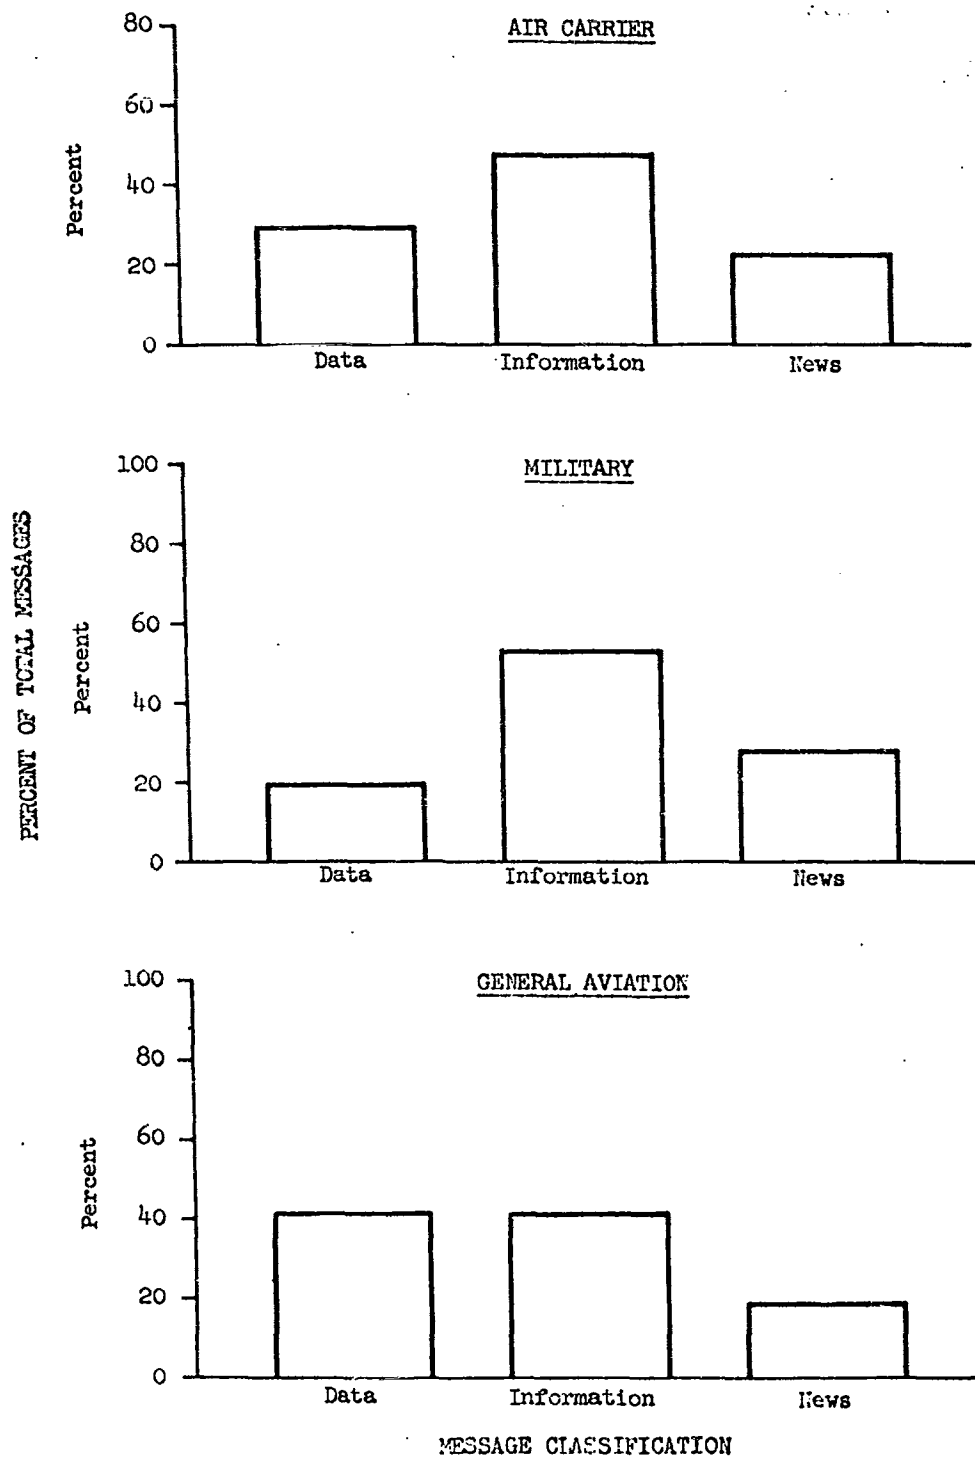 AIR CARRIER
80
60
40
20
0
Percent
Data Information News
MILITARY
100
80
60
40
20
0
Percent
Data Information News
PERCENT OF TOTAL MESSAGES
GENERAL AVIATION
100
80
60
40
20
0
Percent
Data Information News
MESSAGE CLASSIFICATION